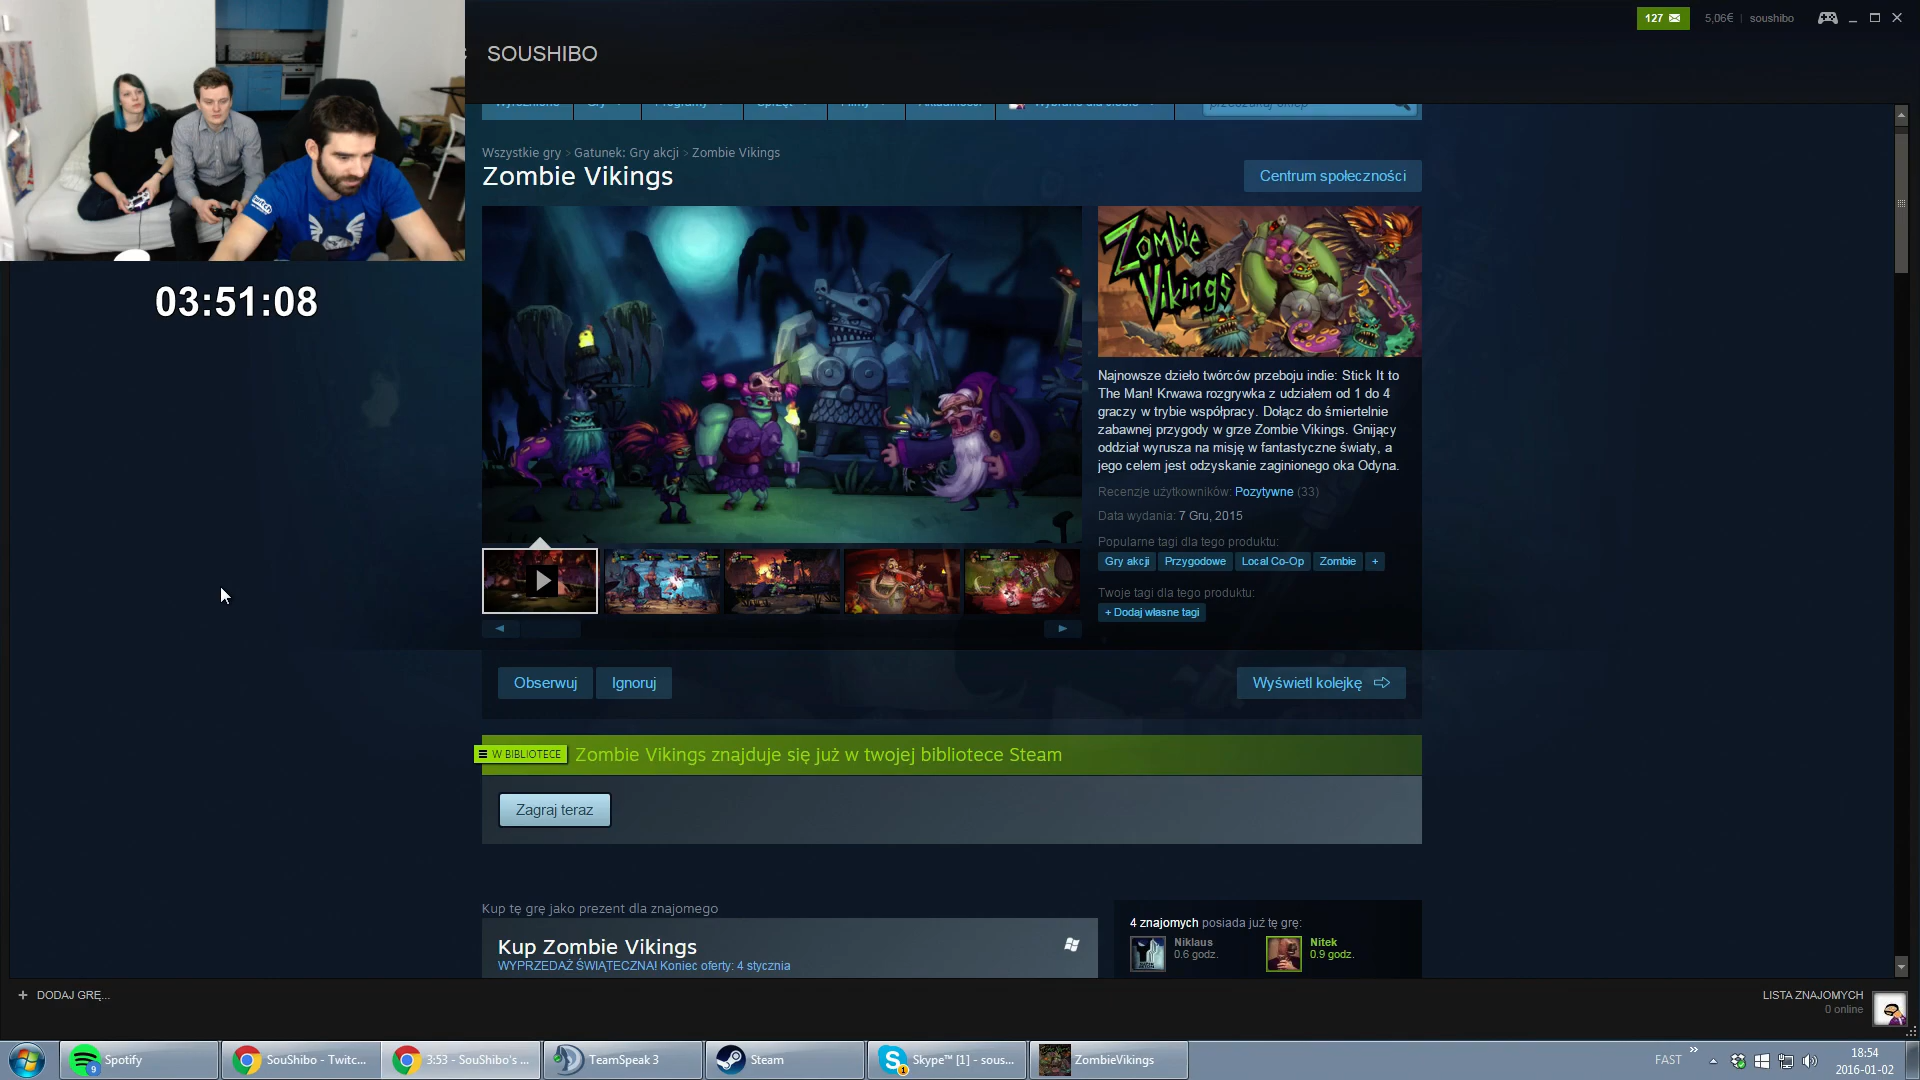 127
5,06€ | soushibo
SOUSHIBO
Wszystkie gry > Gatunek: Gry akcji > Zombie Vikings
Zombie Vikings
Centrum społeczności
twitch
03:51:08
Zombie
Vikings
Najnowsze dzieło twórców przeboju indie: Stick It to
The Man! Krwawa rozgrywka z udziałem od 1 do 4
graczy w trybie współpracy. Dołącz do śmiertelnie
zabawnej przygody w grze Zombie Vikings. Gnijący
oddział wyrusza na misję w fantastyczne światy, a
jego celem jest odzyskanie zaginionego oka Odyna.
Recenzje użytkowników: Pozytywne (33)
Data wydania: 7 Gru, 2015
Popularne tagi dla tego produktu:
Gry akcji Przygodowe Local Co-Op Zombie +
Twoje tagi dla tego produktu:
+ Dodaj własne tagi
Obserwuj Ignoruj
Wyświetl kolejkę
W BIBLIOTECE Zombie Vikings znajduje się już w twojej bibliotece Steam
Zagraj teraz
Kup tę grę jako prezent dla znajomego
Kup Zombie Vikings
WYPRZEDAŻ ŚWIĄTECZNA! Koniec oferty: 4 stycznia
4 znajomych posiada już tę grę:
Niklaus
0.6 godz.
Nitek
0.9 godz.
+ DODAJ GRĘ...
LISTA ZNAJOMYCH
0 online
9 Spotify
SouShibo - Twitc...
3:53 - SouShibo's ...
TeamSpeak 3
Steam
1 Skype™ [1] - sous...
ZombieVikings
FAST »
18:54
2016-01-02